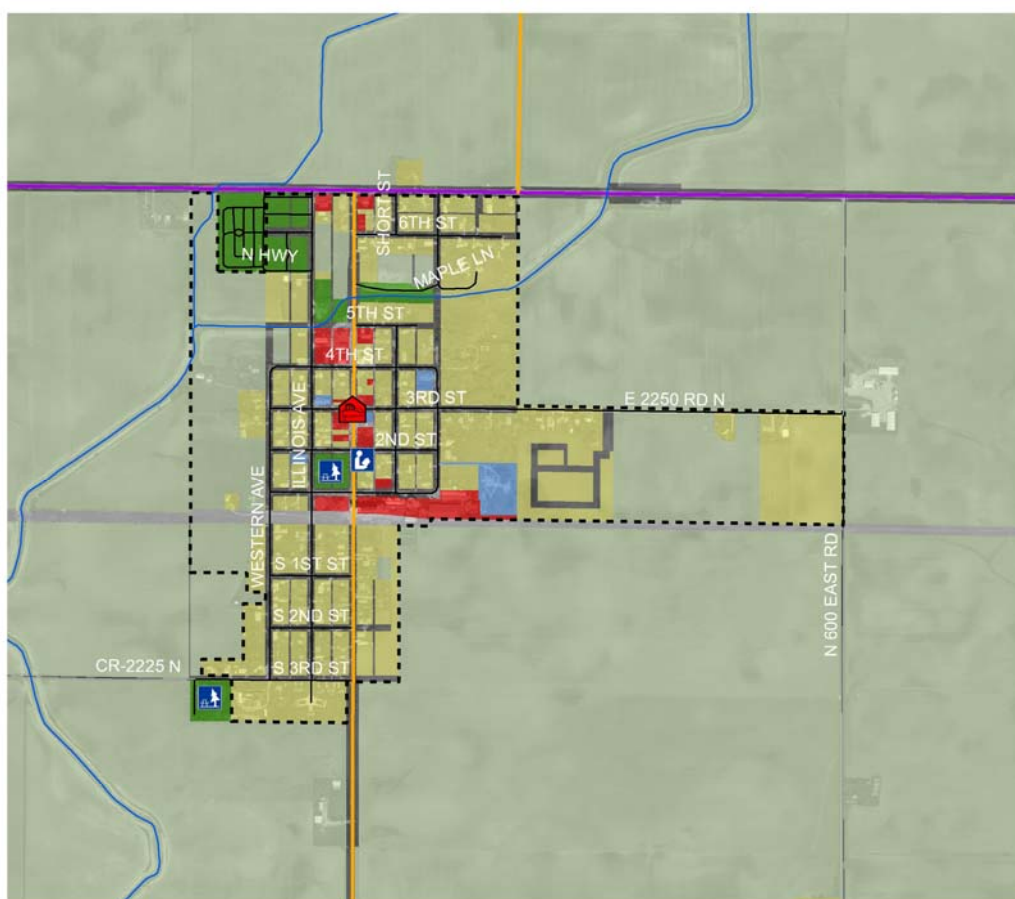 SHORT ST
6TH ST
N HWY
MAPLE LN
5TH ST
4TH ST
ILLINOIS AVE
3RD ST
E 2250 RD N
2ND ST
WESTERN AVE
S 1ST ST
N 600 EAST RD
S 2ND ST
CR-2225 N
S 3RD ST